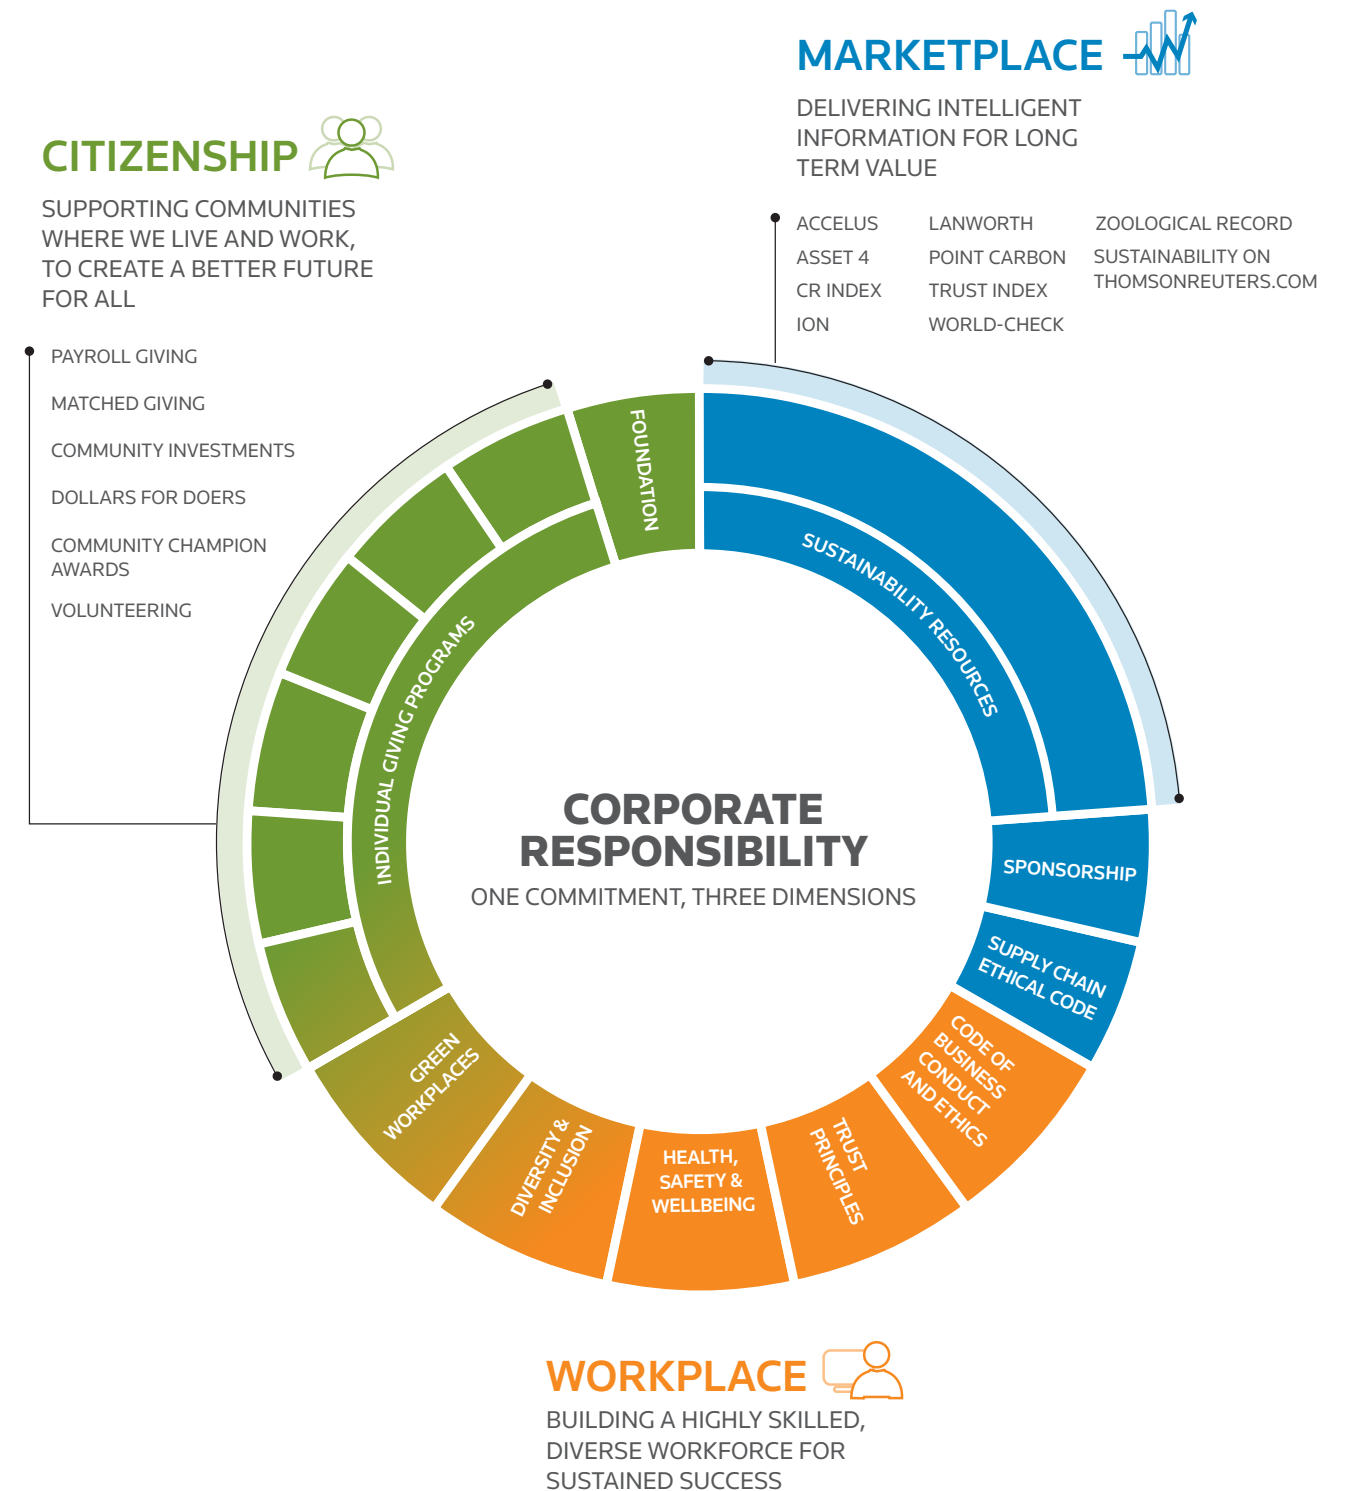 MARKETPLACE
DELIVERING INTELLIGENT
INFORMATION FOR LONG
TERM VALUE
ACCELUS
ASSET 4
CR INDEX
ION
LANWORTH
POINT CARBON
TRUST INDEX
WORLD-CHECK
ZOOLOGICAL RECORD
SUSTAINABILITY ON
THOMSONREUTERS.COM
CITIZENSHIP
SUPPORTING COMMUNITIES
WHERE WE LIVE AND WORK,
TO CREATE A BETTER FUTURE
FOR ALL
PAYROLL GIVING
MATCHED GIVING
COMMUNITY INVESTMENTS
DOLLARS FOR DOERS
COMMUNITY CHAMPION
AWARDS
VOLUNTEERING
FOUNDATION
SUSTAINABILITY RESOURCES
INDIVIDUAL GIVING PROGRAMS
CORPORATE
RESPONSIBILITY
ONE COMMITMENT, THREE DIMENSIONS
SPONSORSHIP
SUPPLY CHAIN
ETHICAL CODE
CODE OF
BUSINESS
CONDUCT
AND ETHICS
TRUST
PRINCIPLES
HEALTH,
SAFETY &
WELLBEING
DIVERSITY &
INCLUSION
GREEN
WORKPLACES
WORKPLACE
BUILDING A HIGHLY SKILLED,
DIVERSE WORKFORCE FOR
SUSTAINED SUCCESS